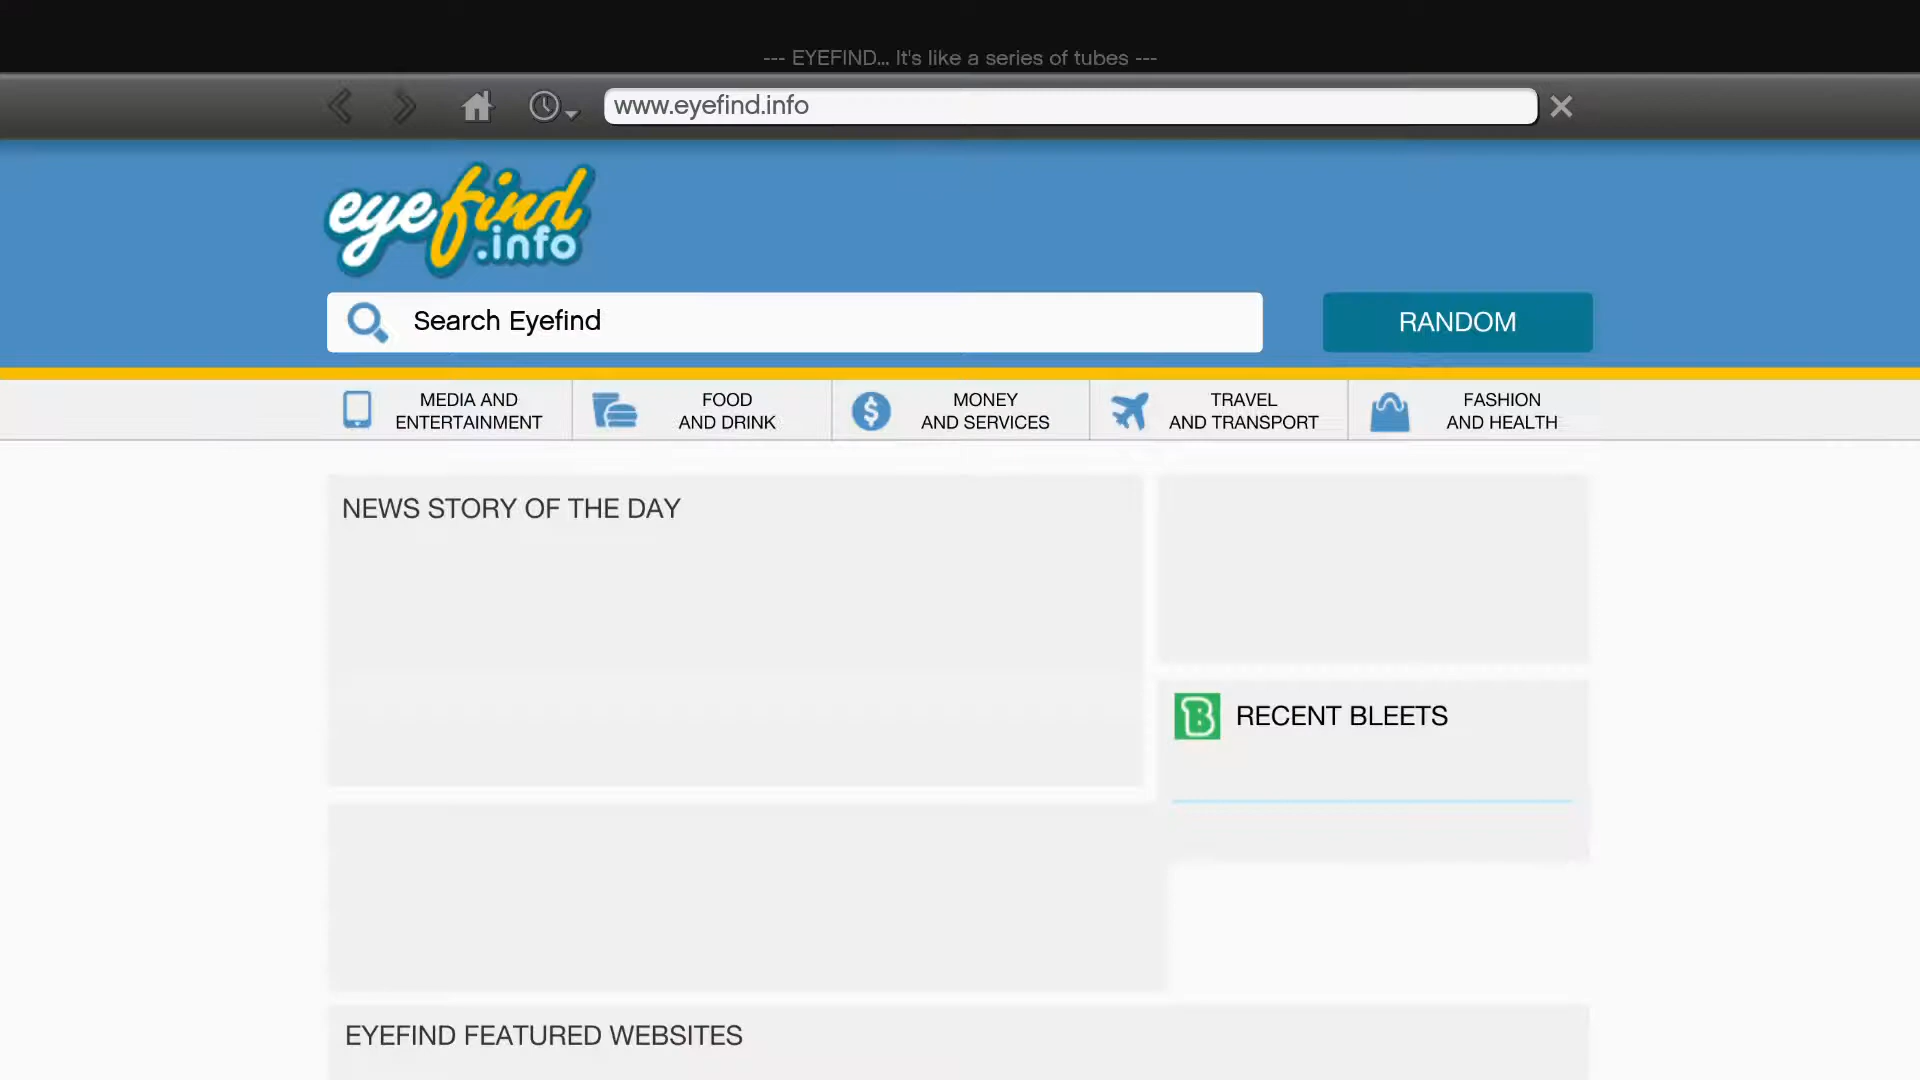 --- EYEFIND... It's like a series of tubes ---
www.eyefind.info
eyefind
.info
Search Eyefind
RANDOM
MEDIA AND
ENTERTAINMENT
FOOD
AND DRINK
MONEY
AND SERVICES
TRAVEL
AND TRANSPORT
FASHION
AND HEALTH
NEWS STORY OF THE DAY
B RECENT BLEETS
EYEFIND FEATURED WEBSITES